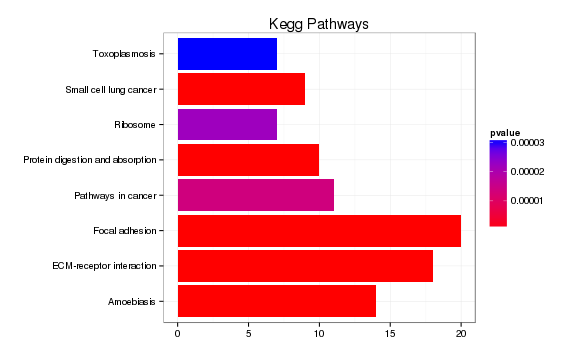 Kegg Pathways
Toxoplasmosis
Small cell lung cancer
Ribosome
Protein digestion and absorption
Pathways in cancer
Focal adhesion
ECM-receptor interaction
Amoebiasis
0 5 10 15 20
pvalue
0.00003
0.00002
0.00001